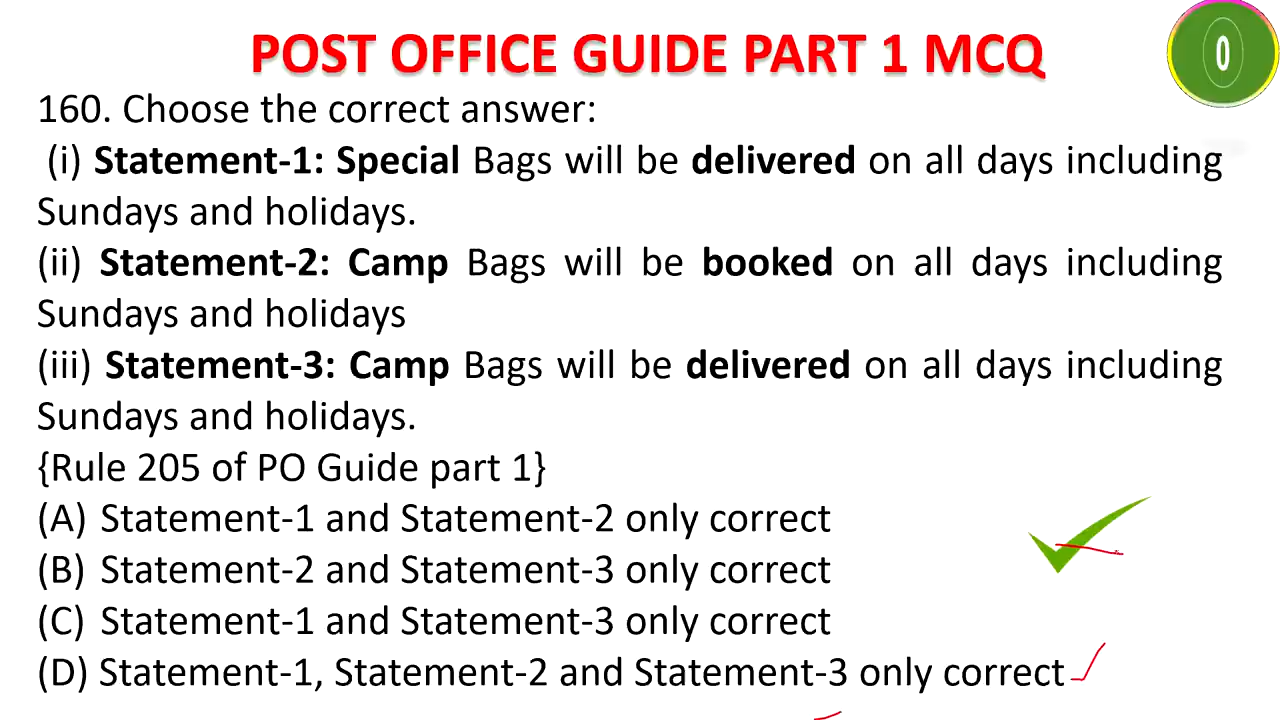 POST OFFICE GUIDE PART 1 MCQ
0
160. Choose the correct answer:
(i) Statement-1: Special Bags will be delivered on all days including
Sundays and holidays.
(ii) Statement-2: Camp Bags will be booked on all days including
Sundays and holidays
(iii) Statement-3: Camp Bags will be delivered on all days including
Sundays and holidays.
{Rule 205 of PO Guide part 1}
(A) Statement-1 and Statement-2 only correct
(B) Statement-2 and Statement-3 only correct
(C) Statement-1 and Statement-3 only correct
(D) Statement-1, Statement-2 and Statement-3 only correct